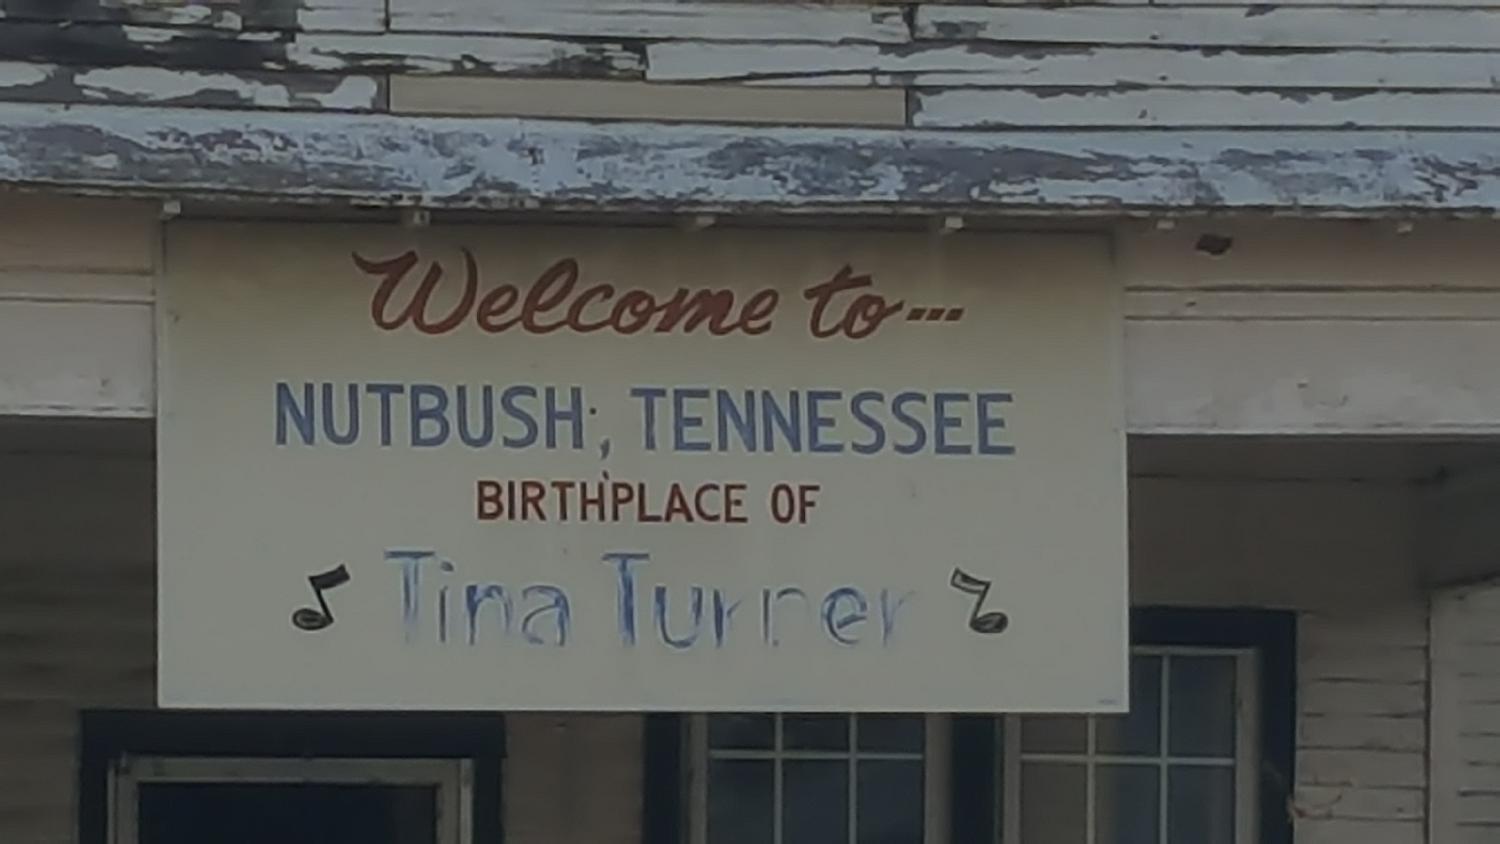 Welcome to...
NUTBUSH, TENNESSEE
BIRTHPLACE OF
Tina Turner